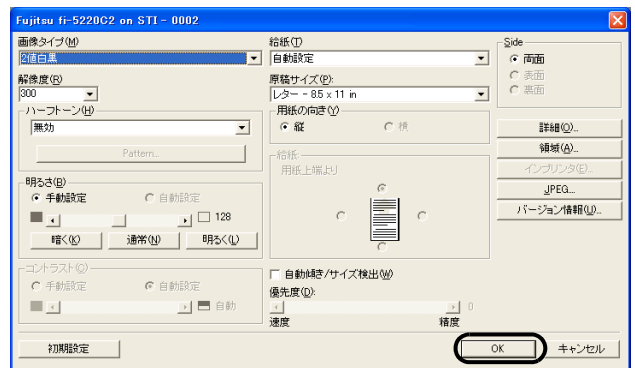 Fujitsu fi-5220C2 on STI - 0002
画像タイプ(M)
2値白黒
解像度(R)
300
ハーフトーン(H)
無効
Pattern...
明るさ(B)
手動設定 自動設定
128
暗く(K) 通常(N) 明るく(L)
コントラスト(C)
手動設定 自動設定
自動
初期設定
給紙(T)
自動設定
原稿サイズ(P):
レター - 8.5 x 11 in
用紙の向き(Y)
縦 横
給紙:
用紙上端より
自動傾き/サイズ検出(W)
優先度(D):
0
速度 精度
Side
両面
表面
裏面
詳細(O)...
領域(A)...
インプリンタ(E)...
JPEG...
バージョン情報(U)...
OK キャンセル